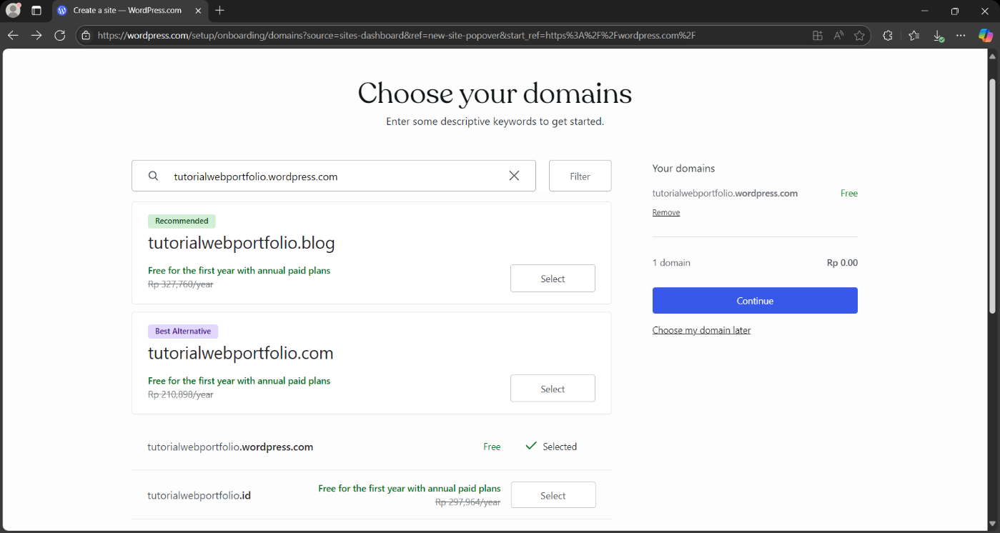 Create a site — WordPress.com
https://wordpress.com/setup/onboarding/domains?source=sites-dashboard&ref=new-site-popover&start_ref=https%3A%2F%2Fwordpress.com%2F
Choose your domains
Enter some descriptive keywords to get started.
tutorialwebportfolio.wordpress.com
Filter
Recommended
tutorialwebportfolio.blog
Free for the first year with annual paid plans
Rp 327,760/year
Select
Best Alternative
tutorialwebportfolio.com
Free for the first year with annual paid plans
Rp 210,898/year
Select
tutorialwebportfolio.wordpress.com
Free
Selected
tutorialwebportfolio.id
Free for the first year with annual paid plans
Rp 297,964/year
Select
Your domains
tutorialwebportfolio.wordpress.com
Free
Remove
1 domain
Rp 0.00
Continue
Choose my domain later